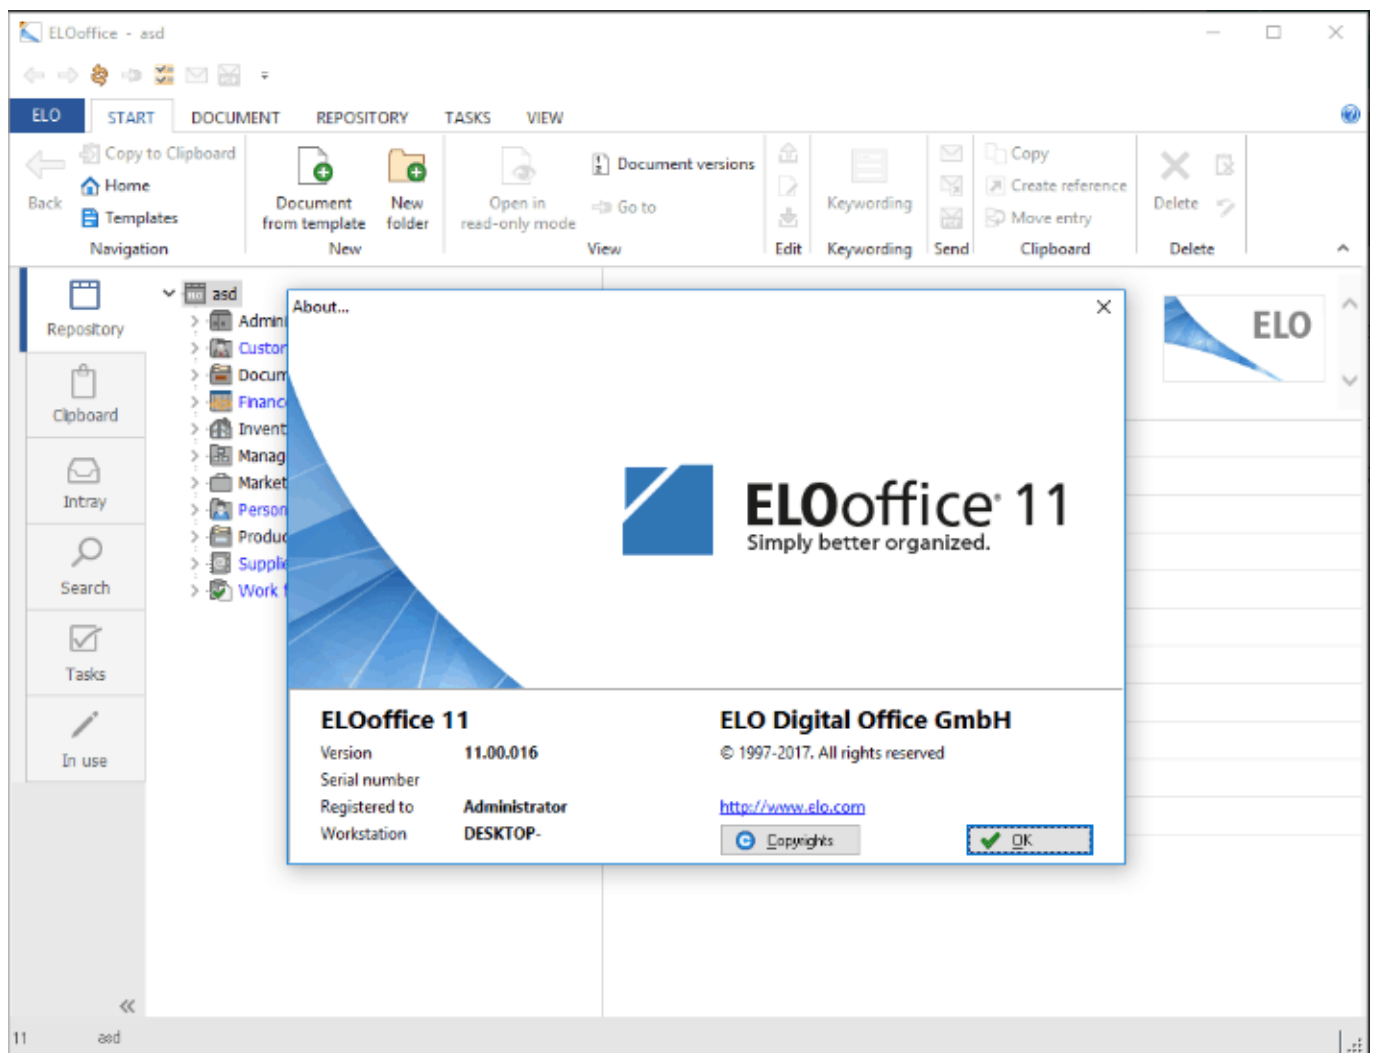 ELOoffice - asd
ELO START DOCUMENT REPOSITORY TASKS VIEW
Back
Copy to Clipboard
Home
Templates
Navigation
Document
from template
New
folder
New
Open in
read-only mode
Document versions
Go to
View
Edit
Keywording
Keywording
Send
Copy
Create reference
Move entry
Clipboard
Delete
Delete
Repository
Clipboard
Intray
Search
Tasks
In use
asd
Admini
Custor
Docum
Financ
Invent
Manag
Market
Person
Produc
Supplie
Work f
ELO
About...
ELOoffice 11
Simply better organized.
ELOoffice 11
Version 11.00.016
Serial number
Registered to Administrator
Workstation DESKTOP-
ELO Digital Office GmbH
© 1997-2017. All rights reserved
http://www.elo.com
Copyrights
OK
11 asd